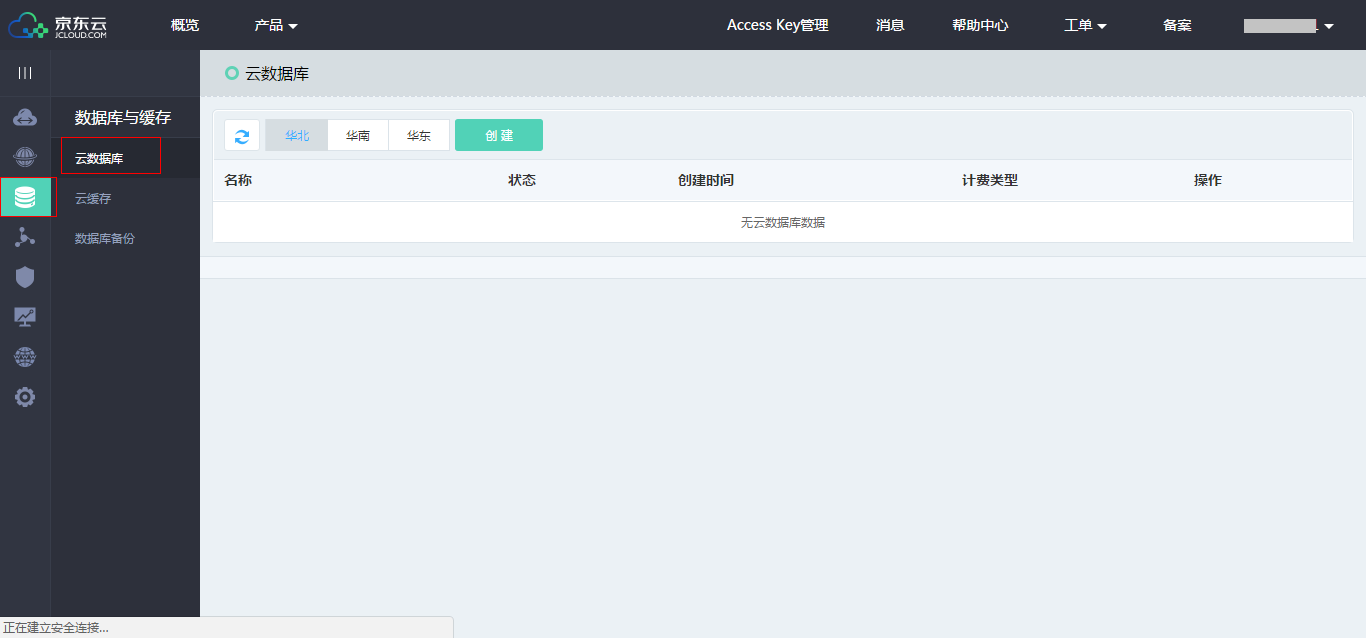 京东云
JCLOUD.COM
概览
产品
Access Key管理
消息
帮助中心
工单
备案
数据库与缓存
云数据库
云缓存
数据库备份
云数据库
华北
华南
华东
创 建
名称 状态 创建时间 计费类型 操作
无云数据库数据
正在建立安全连接...